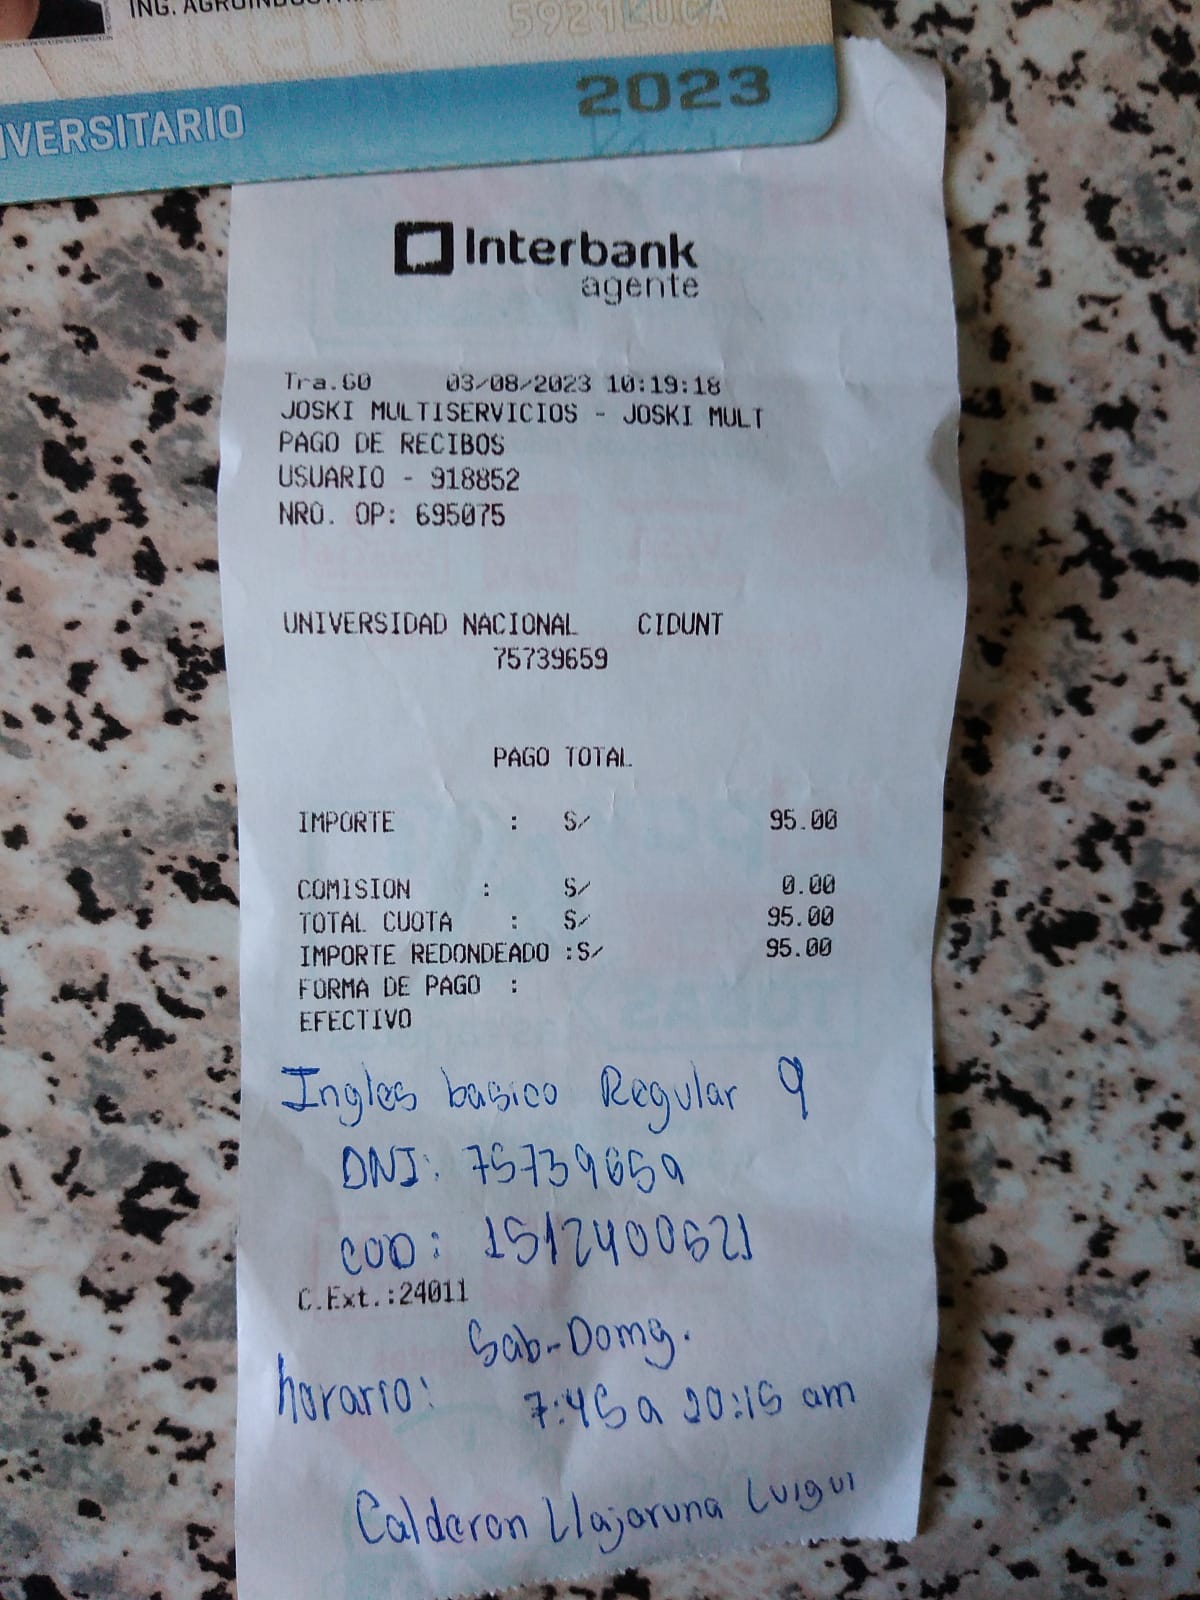 ING. AGROINDUSTRIAL
5921LUCA
2023
IVERSITARIO
Interbank
agente
Tra.60 03/08/2023 10:19:18
JOSKI MULTISERVICIOS - JOSKI MULT
PAGO DE RECIBOS
USUARIO - 918852
NRO. OP: 695075
UNIVERSIDAD NACIONAL CIDUNT
75739659
PAGO TOTAL
IMPORTE : S/ 95.00
COMISION : S/ 0.00
TOTAL CUOTA : S/ 95.00
IMPORTE REDONDEADO :S/ 95.00
FORMA DE PAGO :
EFECTIVO
Ingles basico Regular 9
DNI: 75739659
COD: 1512400521
C.Ext.:24011
Sab-Domg.
horario: 7:45 a 10:15 am
Calderon Llajaruna Luigui